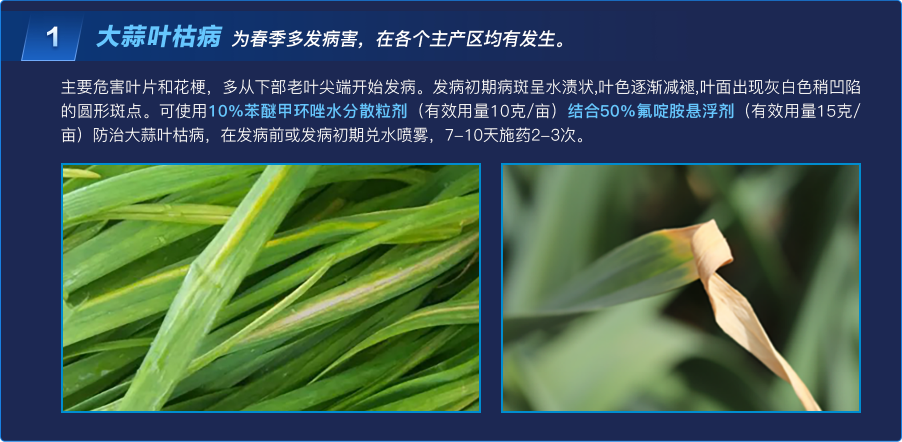 1 大蒜叶枯病 为春季多发病害，在各个主产区均有发生。
主要危害叶片和花梗，多从下部老叶尖端开始发病。发病初期病斑呈水渍状,叶色逐渐减褪,叶面出现灰白色稍凹陷
的圆形斑点。可使用10%苯醚甲环唑水分散粒剂（有效用量10克/亩）结合50%氟啶胺悬浮剂（有效用量15克/
亩）防治大蒜叶枯病，在发病前或发病初期兑水喷雾，7-10天施药2-3次。